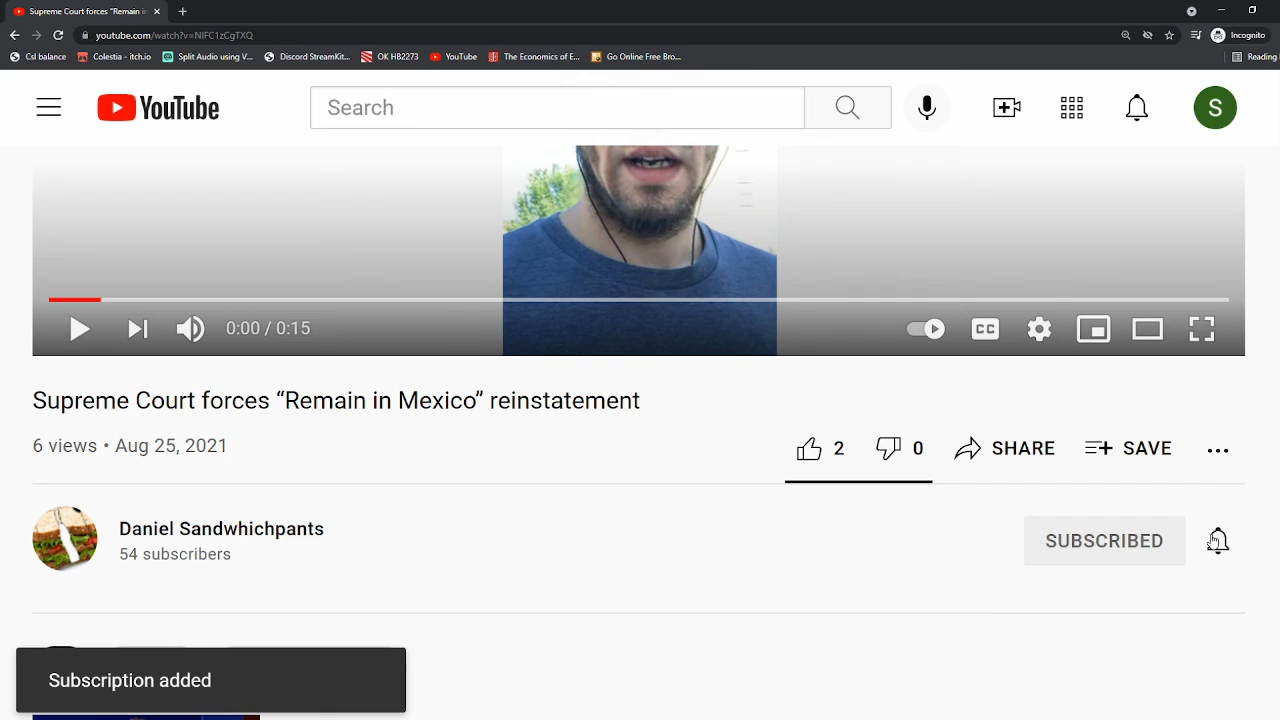 Supreme Court forces "Remain in
youtube.com/watch?v=NIFC1zCgTXQ
Incognito
Csl balance
Colestia - itch.io
Split Audio using V...
Discord StreamKit...
OK HB2273
YouTube
The Economics of E...
Go Online Free Bro...
Reading
YouTube
Search
S
0:00 / 0:15
CC
Supreme Court forces “Remain in Mexico” reinstatement
6 views • Aug 25, 2021
2
0
SHARE
SAVE
Daniel Sandwhichpants
54 subscribers
SUBSCRIBED
Subscription added